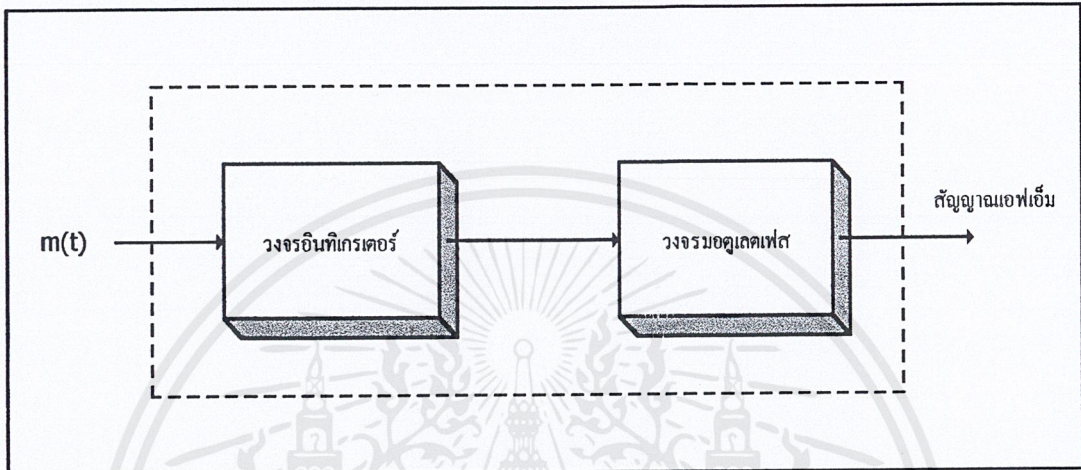 m(t)
วงจรอินทิเกรเตอร์
วงจรมอดูเลตเฟส
สัญญาณเอฟเอ็ม